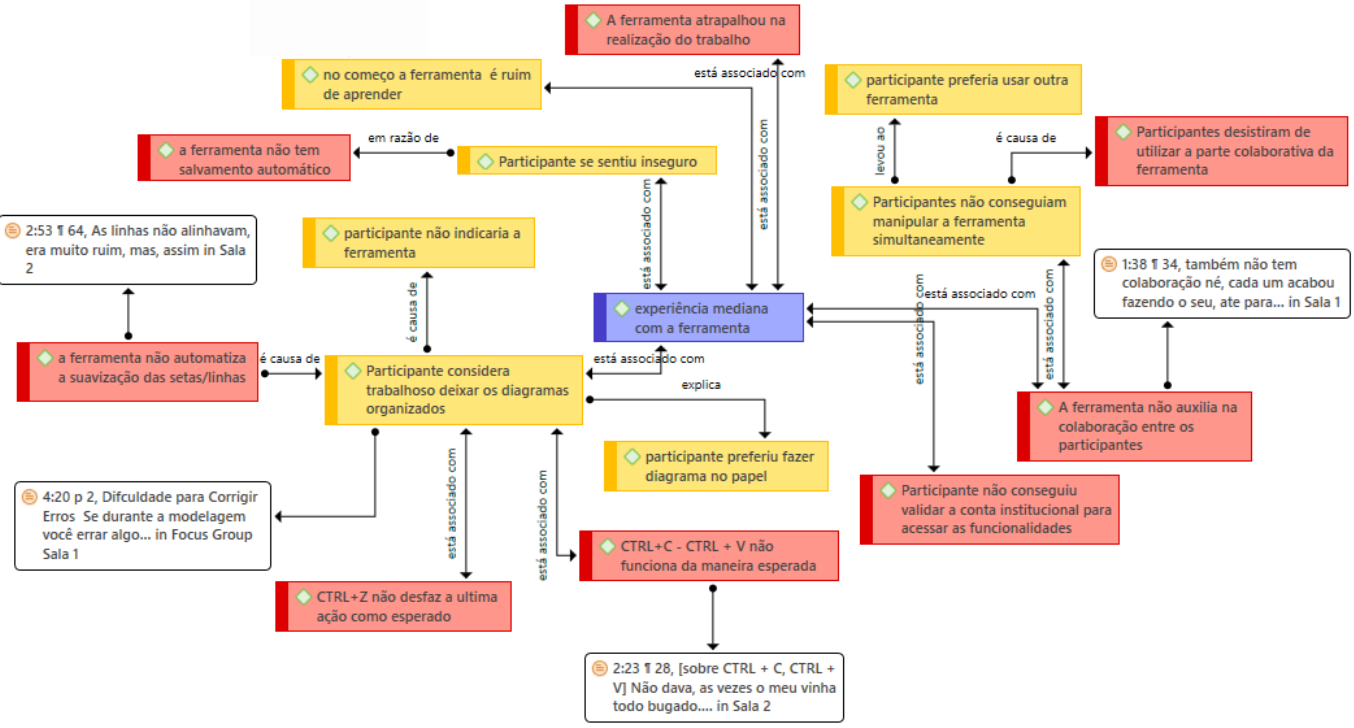 A ferramenta atrapalhou na
realização do trabalho
está associado com
no começo a ferramenta é ruim
de aprender
participante preferia usar outra
ferramenta
em razão de
a ferramenta não tem
salvamento automático
Participante se sentiu inseguro
está associado com
está associado com
levou ao
é causa de
Participantes desistiram de
utilizar a parte colaborativa da
ferramenta
Participantes não conseguiam
manipular a ferramenta
simultaneamente
2:53 ¶ 64, As linhas não alinhavam,
era muito ruim, mas, assim in Sala
2
participante não indicaria a
ferramenta
é causa de
experiência mediana
com a ferramenta
está associado com
está associado com
está associado com
1:38 ¶ 34, também não tem
colaboração né, cada um acabou
fazendo o seu, ate para... in Sala 1
a ferramenta não automatiza
a suavização das setas/linhas
é causa de
Participante considera
trabalhoso deixar os diagramas
organizados
está associado com
explica
A ferramenta não auxilia na
colaboração entre os
participantes
participante preferiu fazer
diagrama no papel
Participante não conseguiu
validar a conta institucional para
acessar as funcionalidades
4:20 p 2, Difculdade para Corrigir
Erros Se durante a modelagem
você errar algo... in Focus Group
Sala 1
está associado com
está associado com
CTRL+C - CTRL + V não
funciona da maneira esperada
CTRL+Z não desfaz a ultima
ação como esperado
2:23 ¶ 28, [sobre CTRL + C, CTRL +
V] Não dava, as vezes o meu vinha
todo bugado.... in Sala 2